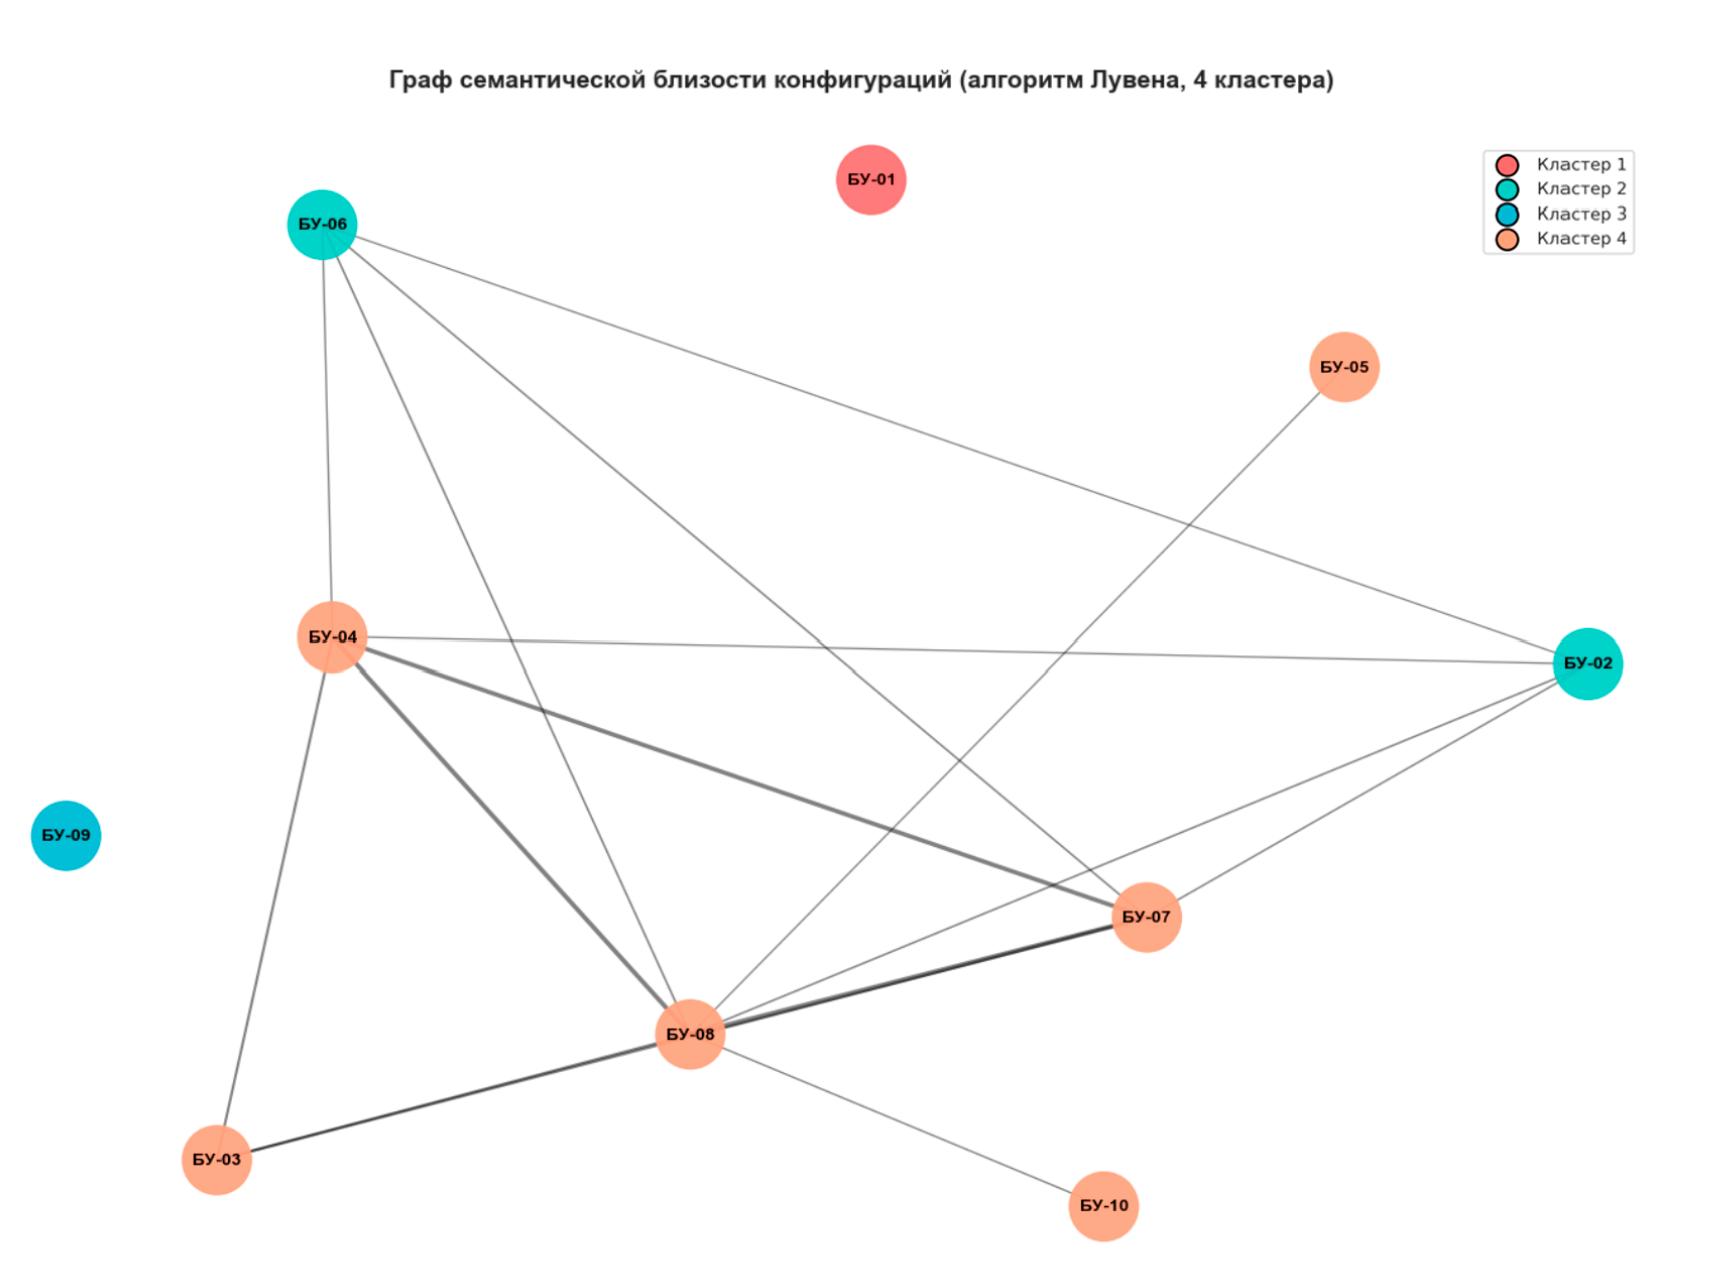 Граф семантической близости конфигураций (алгоритм Лувена, 4 кластера)
Кластер 1
Кластер 2
Кластер 3
Кластер 4
БУ-01
БУ-06
БУ-05
БУ-04
БУ-02
БУ-09
БУ-07
БУ-08
БУ-03
БУ-10